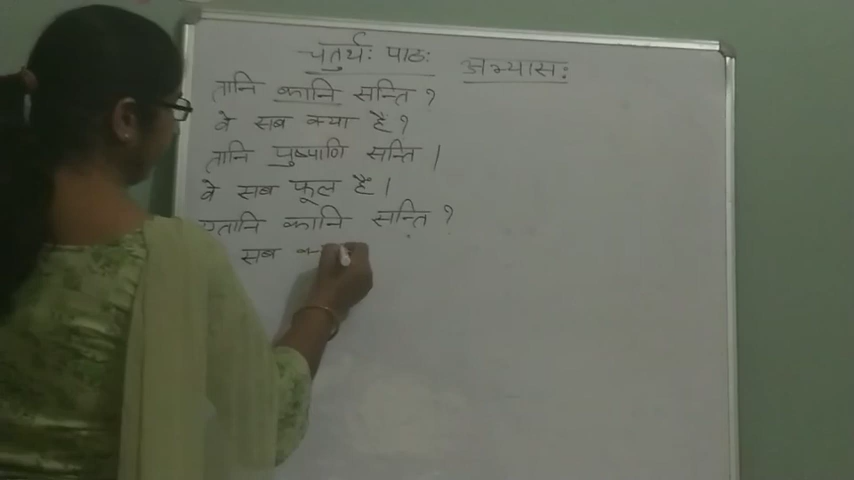 चतुर्थः पाठः अभ्यासः
तानि कानि सन्ति ?
वे सब क्या हैं ?
तानि पुष्पाणि सन्ति ।
वे सब फूल हैं ।
एतानि कानि सन्ति ?
सब